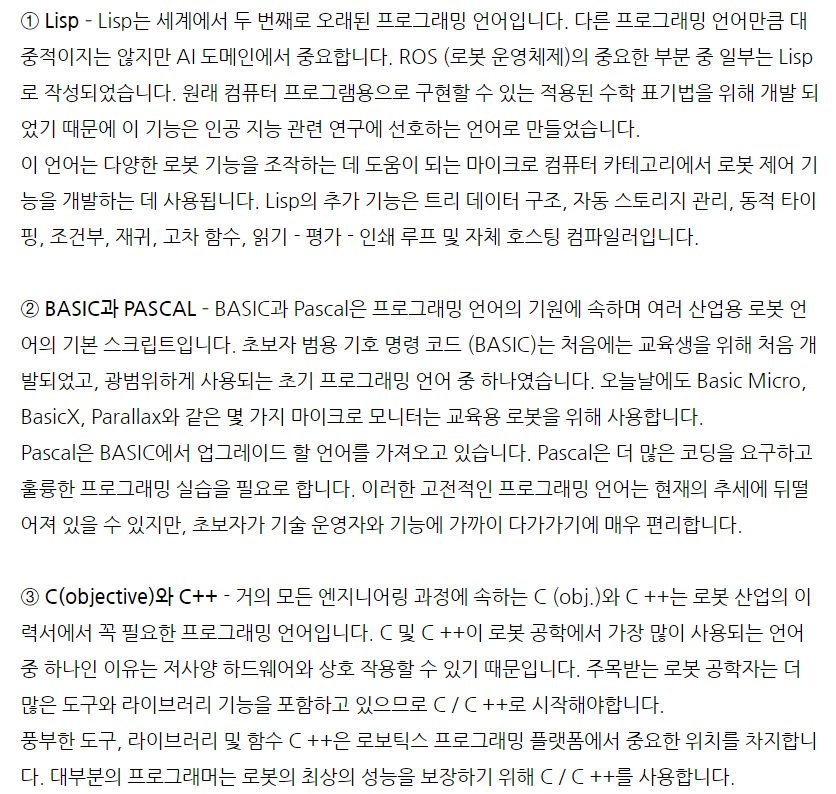 ① Lisp - Lisp는 세계에서 두 번째로 오래된 프로그래밍 언어입니다. 다른 프로그래밍 언어만큼 대
중적이지는 않지만 AI 도메인에서 중요합니다. ROS (로봇 운영체제)의 중요한 부분 중 일부는 Lisp
로 작성되었습니다. 원래 컴퓨터 프로그램용으로 구현할 수 있는 적용된 수학 표기법을 위해 개발 되
었기 때문에 이 기능은 인공 지능 관련 연구에 선호하는 언어로 만들었습니다.
이 언어는 다양한 로봇 기능을 조작하는 데 도움이 되는 마이크로 컴퓨터 카테고리에서 로봇 제어 기
능을 개발하는 데 사용됩니다. Lisp의 추가 기능은 트리 데이터 구조, 자동 스토리지 관리, 동적 타이
핑, 조건부, 재귀, 고차 함수, 읽기 - 평가 - 인쇄 루프 및 자체 호스팅 컴파일러입니다.
② BASIC과 PASCAL - BASIC과 Pascal은 프로그래밍 언어의 기원에 속하며 여러 산업용 로봇 언
어의 기본 스크립트입니다. 초보자 범용 기호 명령 코드 (BASIC)는 처음에는 교육생을 위해 처음 개
발되었고, 광범위하게 사용되는 초기 프로그래밍 언어 중 하나였습니다. 오늘날에도 Basic Micro,
BasicX, Parallax와 같은 몇 가지 마이크로 모니터는 교육용 로봇을 위해 사용합니다.
Pascal은 BASIC에서 업그레이드 할 언어를 가져오고 있습니다. Pascal은 더 많은 코딩을 요구하고
훌륭한 프로그래밍 실습을 필요로 합니다. 이러한 고전적인 프로그래밍 언어는 현재의 추세에 뒤떨
어져 있을 수 있지만, 초보자가 기술 운영자와 기능에 가까이 다가가기에 매우 편리합니다.
③ C(objective)와 C++ - 거의 모든 엔지니어링 과정에 속하는 C (obj.)와 C ++는 로봇 산업의 이
력서에서 꼭 필요한 프로그래밍 언어입니다. C 및 C ++이 로봇 공학에서 가장 많이 사용되는 언어
중 하나인 이유는 저사양 하드웨어와 상호 작용할 수 있기 때문입니다. 주목받는 로봇 공학자는 더
많은 도구와 라이브러리 기능을 포함하고 있으므로 C / C ++로 시작해야합니다.
풍부한 도구, 라이브러리 및 함수 C ++은 로보틱스 프로그래밍 플랫폼에서 중요한 위치를 차지합니
다. 대부분의 프로그래머는 로봇의 최상의 성능을 보장하기 위해 C / C ++를 사용합니다.